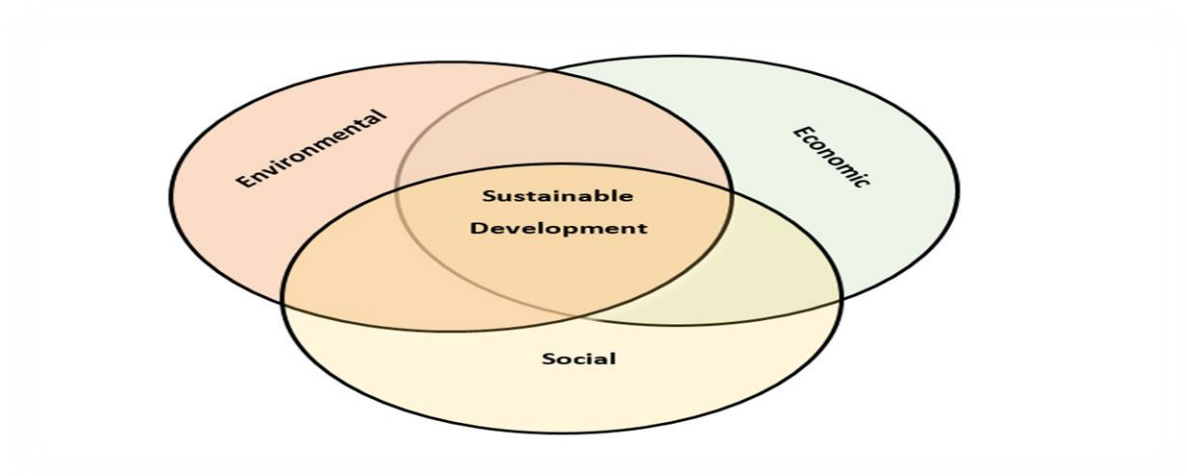 Environmental
Economic
Sustainable
Development
Social